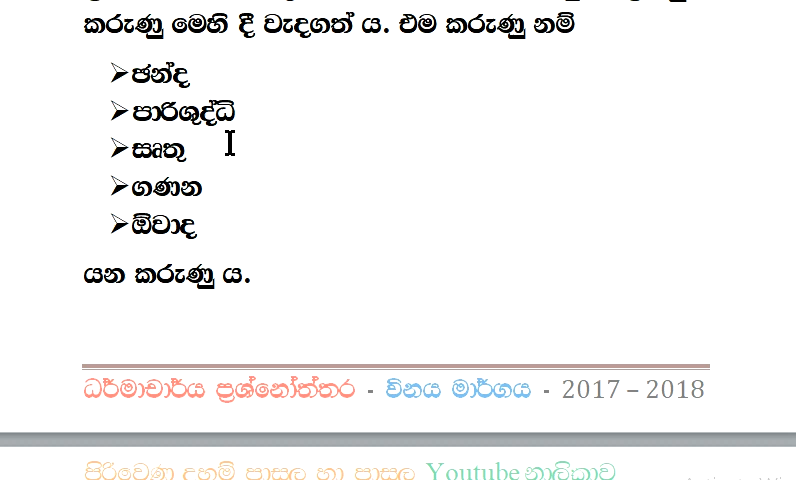 කරුණු මෙහි දී වැදගත් ය. එම කරුණු නම්
➢ඡන්ද
➢පාරිශුද්ධි
➢සෘතු
➢ගණන
➢ඕවාද
යන කරුණු ය.
ධර්මාචාර්ය ප්‍රශ්නෝත්තර - විනය මාර්ගය - 2017 – 2018
පිරිවෙණ දහම් පාසල හා පාසල Youtube නාලිකාව